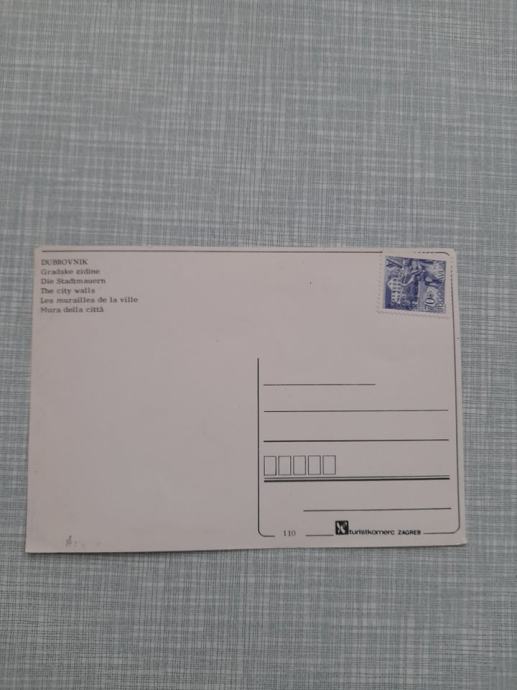 DUBROVNIK
Gradske zidine
Die Stadtmauern
The city walls
Les murailles de la ville
Mura della città
110
turistkomerc ZAGREB